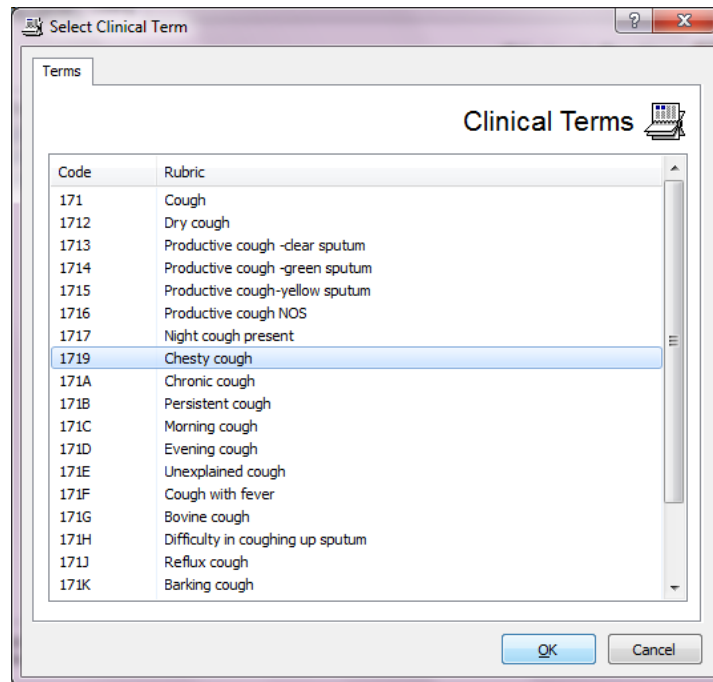 Select Clinical Term
Terms
Clinical Terms
Code Rubric
171 Cough
1712 Dry cough
1713 Productive cough -clear sputum
1714 Productive cough -green sputum
1715 Productive cough-yellow sputum
1716 Productive cough NOS
1717 Night cough present
1719 Chesty cough
171A Chronic cough
171B Persistent cough
171C Morning cough
171D Evening cough
171E Unexplained cough
171F Cough with fever
171G Bovine cough
171H Difficulty in coughing up sputum
171J Reflux cough
171K Barking cough
OK Cancel